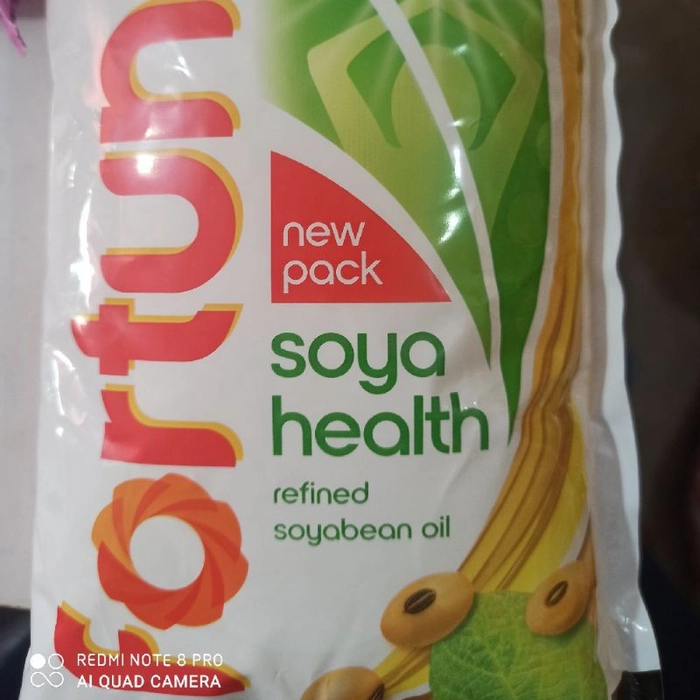 fortun
new
pack
soya
health
refined
soyabean oil
REDMI NOTE 8 PRO
AI QUAD CAMERA